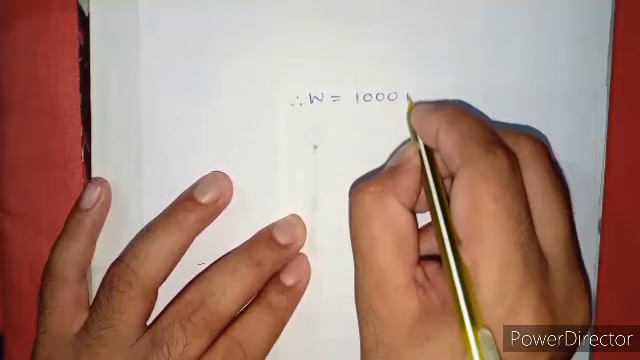 ∴ W = 1000
PowerDirector